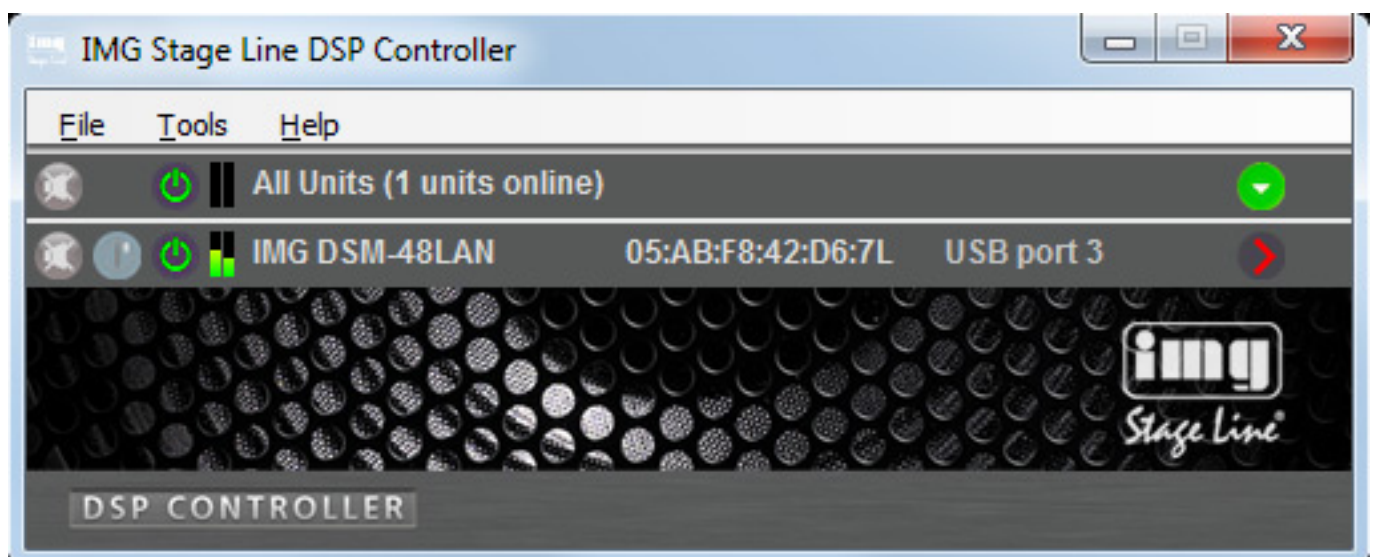 IMG Stage Line DSP Controller
File Tools Help
All Units (1 units online)
IMG DSM-48LAN 05:AB:F8:42:D6:7L USB port 3
img
Stage Line®
DSP CONTROLLER